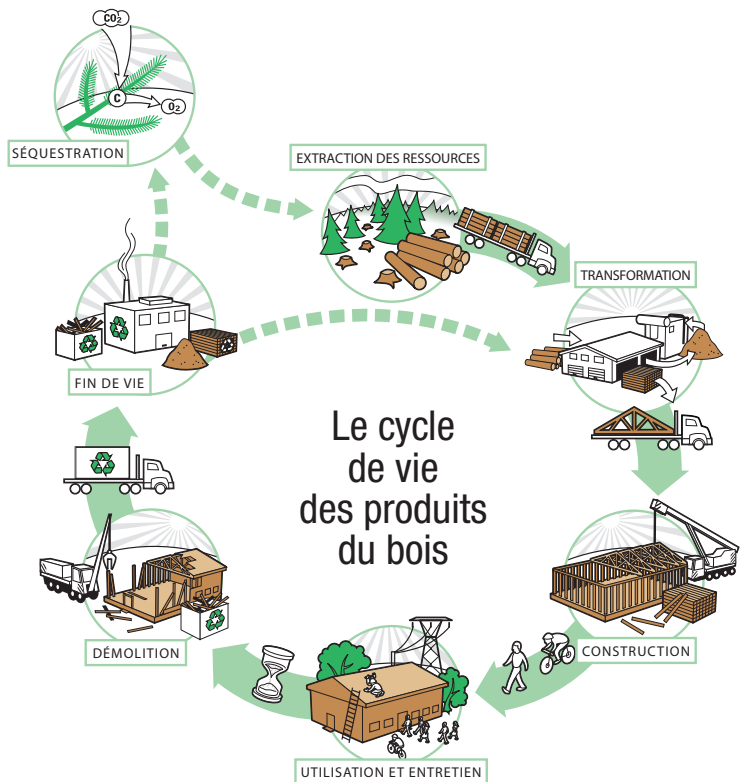 CO2
C
O2
SÉQUESTRATION
EXTRACTION DES RESSOURCES
TRANSFORMATION
FIN DE VIE
Le cycle
de vie
des produits
du bois
DÉMOLITION
CONSTRUCTION
UTILISATION ET ENTRETIEN